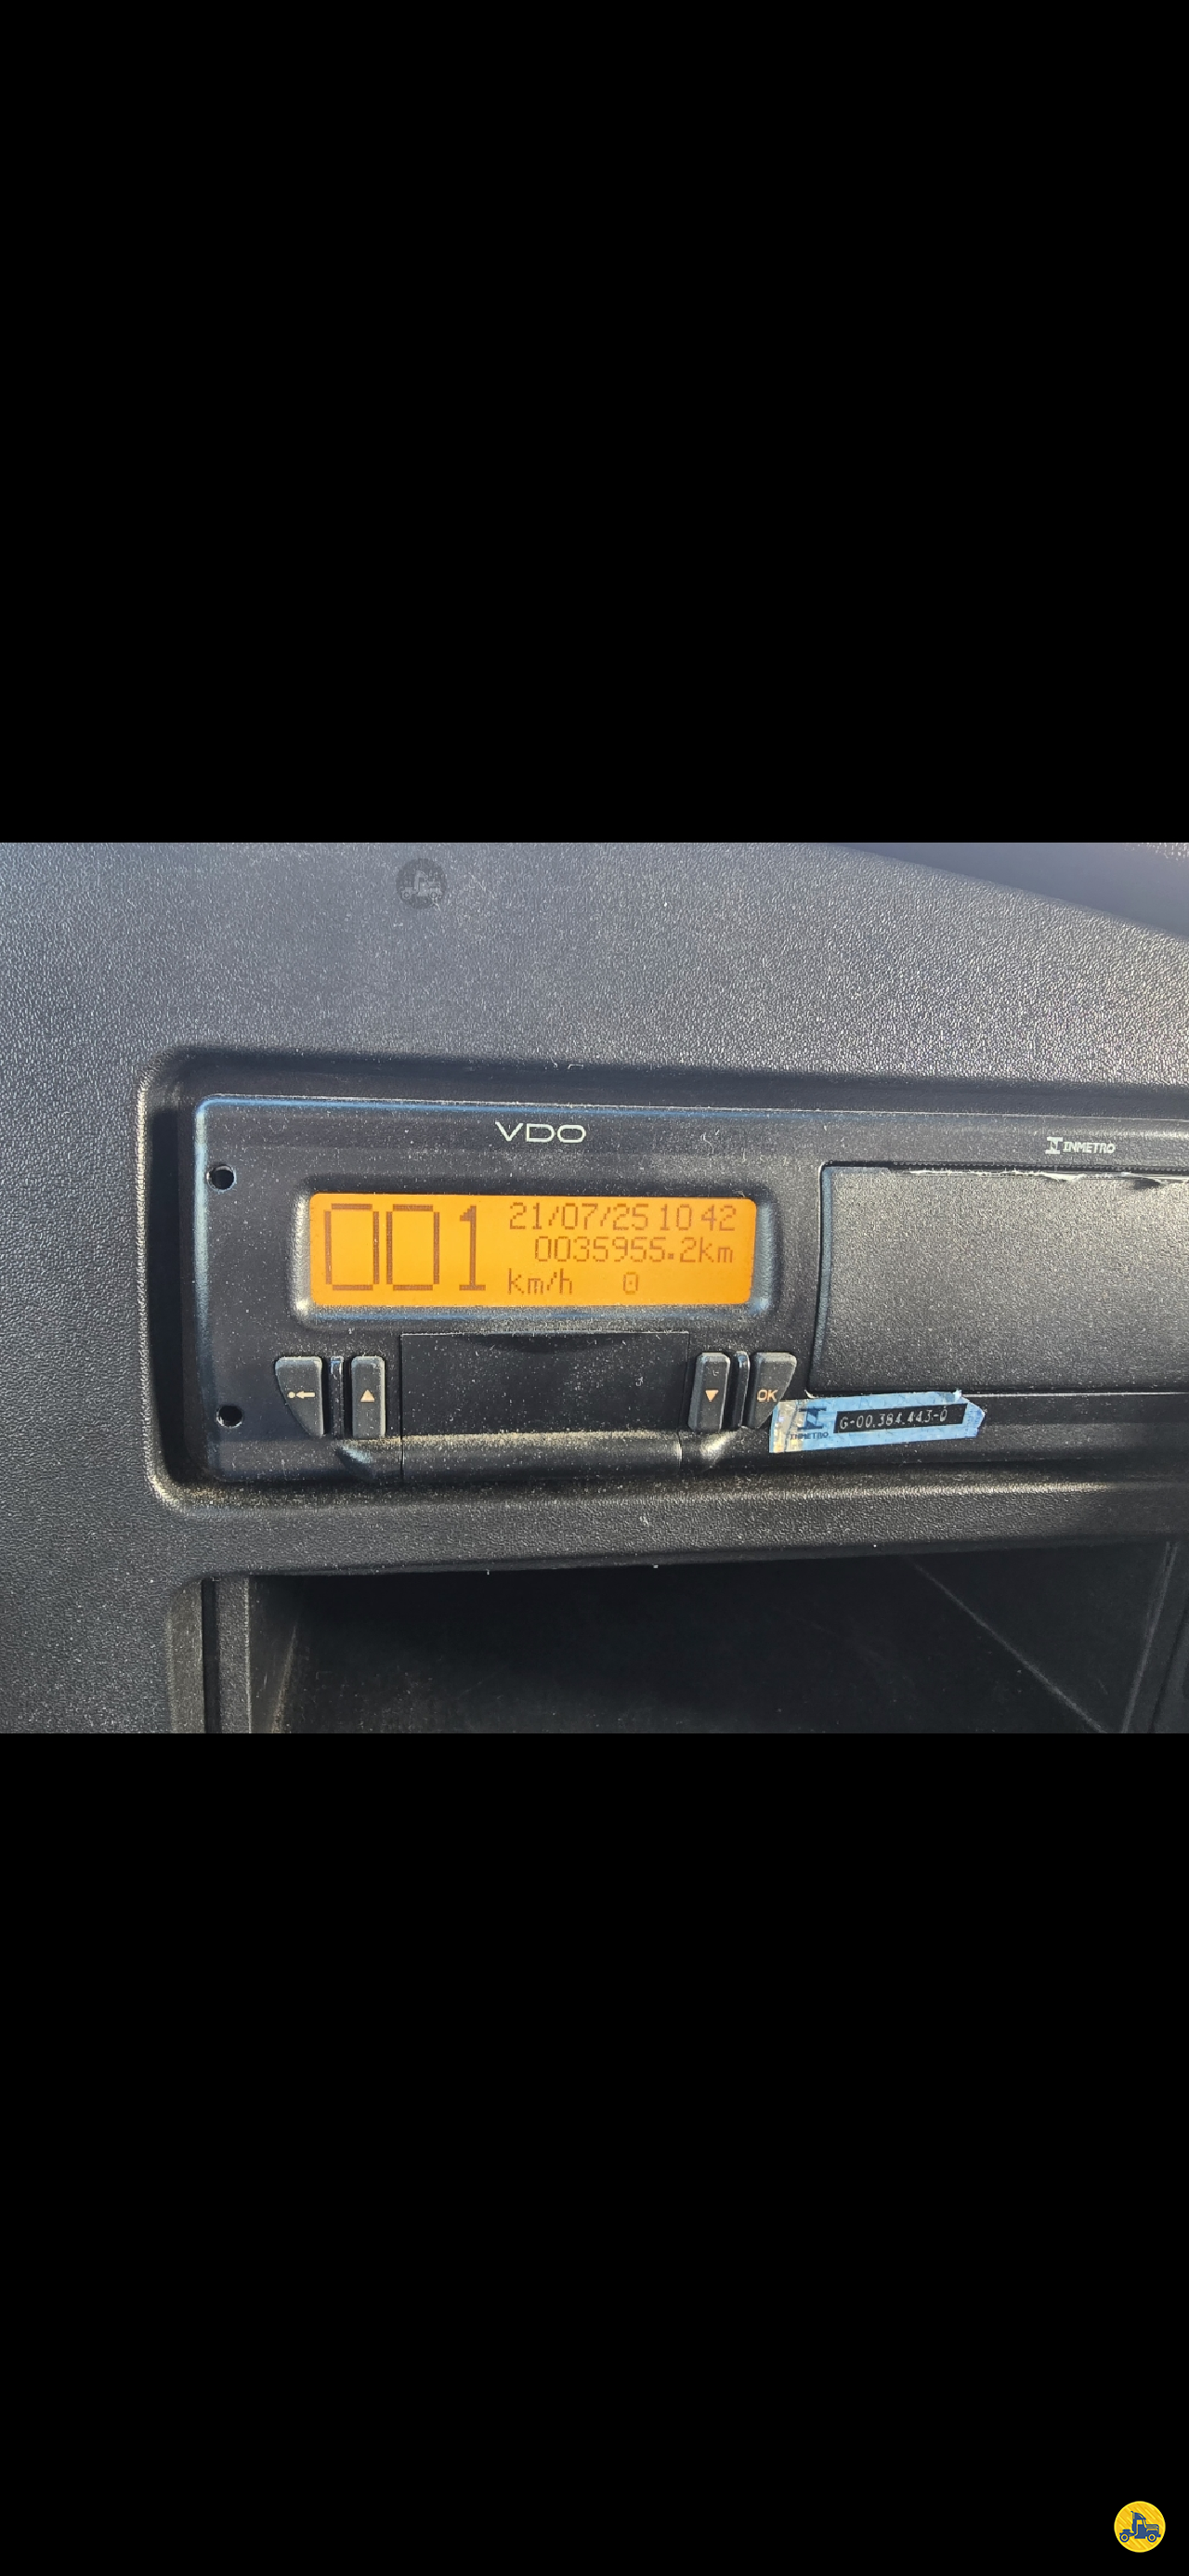 VDO
INMETRO
001
21/07/25 10 42
0035955.2km
km/h 0
OK
INMETRO
G-00.384.443-0